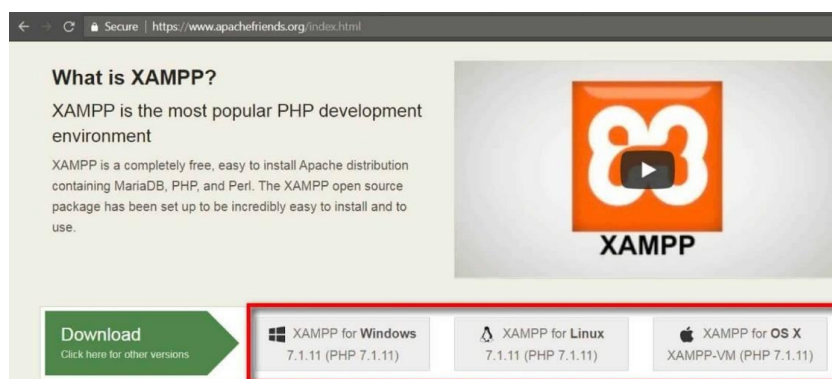 Secure | https://www.apachefriends.org/index.html
What is XAMPP?
XAMPP is the most popular PHP development
environment
XAMPP is a completely free, easy to install Apache distribution
containing MariaDB, PHP, and Perl. The XAMPP open source
package has been set up to be incredibly easy to install and to
use.
XAMPP
Download
Click here for other versions
XAMPP for Windows
7.1.11 (PHP 7.1.11)
XAMPP for Linux
7.1.11 (PHP 7.1.11)
XAMPP for OS X
XAMPP-VM (PHP 7.1.11)